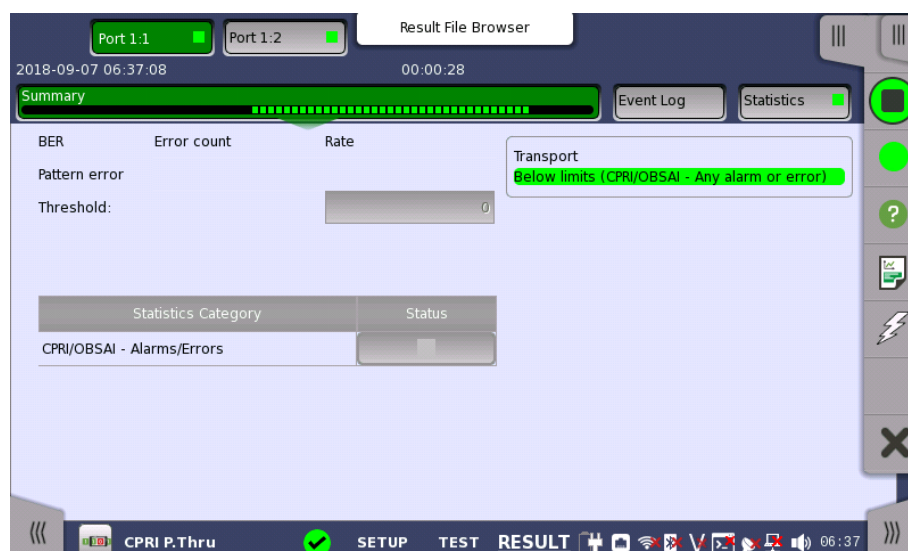 Port 1:1
Port 1:2
Result File Browser
2018-09-07 06:37:08
00:00:28
Summary
Event Log
Statistics
BER
Error count
Rate
Pattern error
Threshold:
0
Transport
Below limits (CPRI/OBSAI - Any alarm or error)
Statistics Category
Status
CPRI/OBSAI - Alarms/Errors
CPRI P.Thru
SETUP
TEST
RESULT
06:37